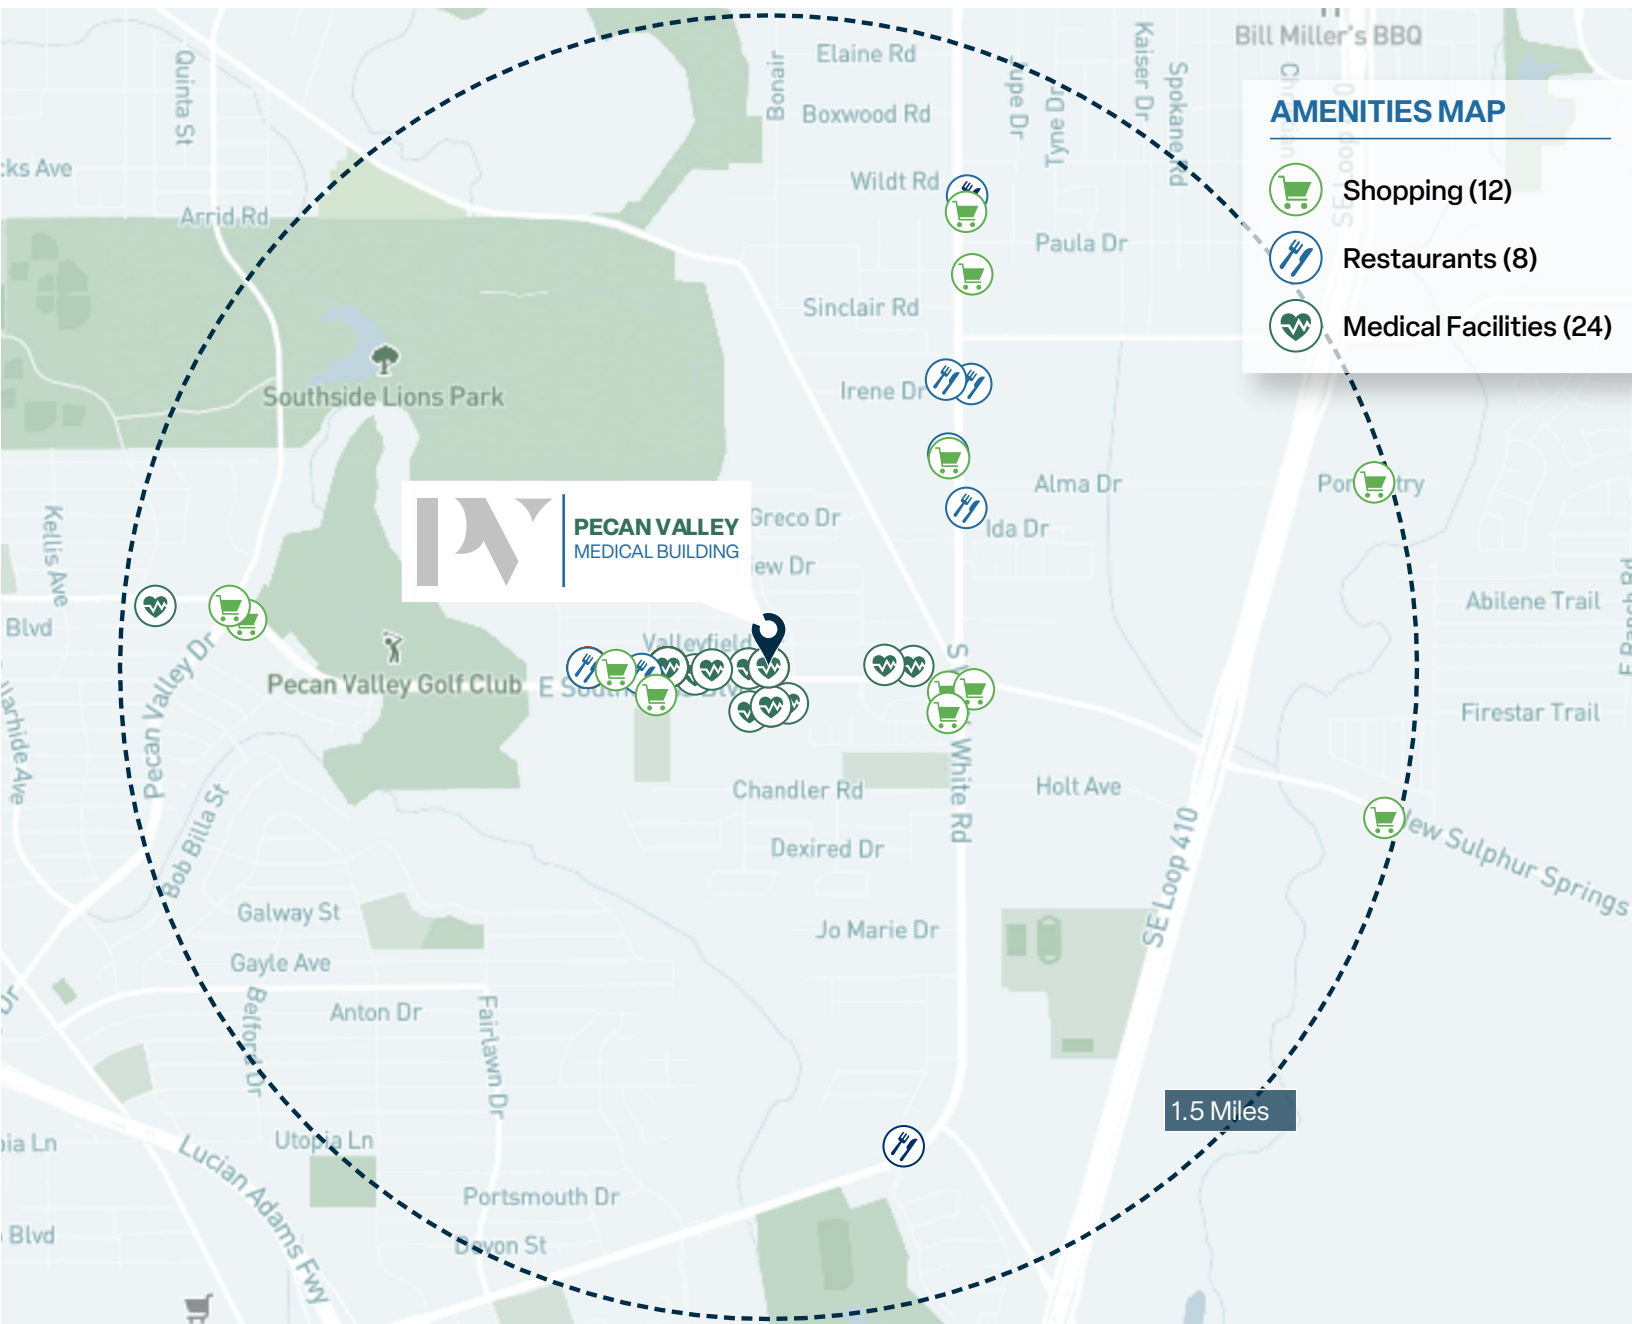 Bill Miller's BBQ
Elaine Rd
Bonair
Quinta St
Kaiser Dr
Spokane Rd
Tyne Dr
Boxwood Rd
AMENITIES MAP
Shopping (12)
Restaurants (8)
Medical Facilities (24)
Wildt Rd
Arrid Rd
Paula Dr
Sinclair Rd
Southside Lions Park
Irene Dr
Alma Dr
Greco Dr
Ida Dr
PV
PECAN VALLEY
MEDICAL BUILDING
Kellis Ave
Blvd
Abilene Trail
Valleyfield
Pecan Valley Dr
Pecan Valley Golf Club
Firestar Trail
White Rd
Chandler Rd
Holt Ave
Dexired Dr
New Sulphur Springs
Bob Billa St
SE Loop 410
Galway St
Jo Marie Dr
Gayle Ave
Belford Dr
Anton Dr
Fairlawn Dr
1.5 Miles
Utopia Ln
Lucian Adams Fwy
Portsmouth Dr
Blvd
Devon St